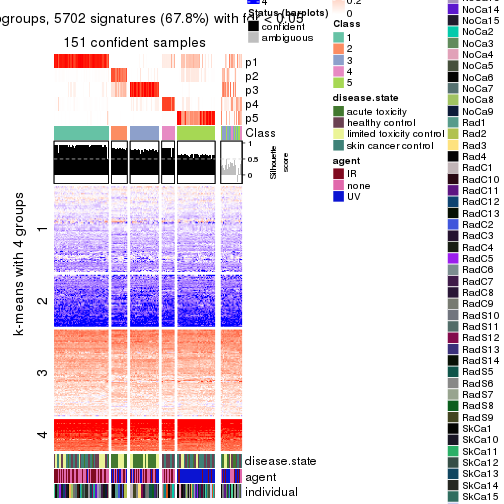 ogroups, 5702 signatures (67.8%) with fdr < 0.05
151 confident samples
p1
p2
p3
p4
p5
Class
1
0.5
0
Silhouette
score
k-means with 4 groups
1
2
3
4
disease.state
agent
individual
4
Status (barplots)
confident
ambiguous
0.2
0
Class
1
2
3
4
5
disease.state
acute toxicity
healthy control
limited toxicity control
skin cancer control
agent
IR
none
UV
NoCa14
NoCa15
NoCa2
NoCa3
NoCa4
NoCa5
NoCa6
NoCa7
NoCa8
NoCa9
Rad1
Rad2
Rad3
Rad4
RadC1
RadC10
RadC11
RadC12
RadC13
RadC2
RadC3
RadC4
RadC5
RadC6
RadC7
RadC8
RadC9
RadS10
RadS11
RadS12
RadS13
RadS14
RadS5
RadS6
RadS7
RadS8
RadS9
SkCa1
SkCa10
SkCa11
SkCa12
SkCa13
SkCa14
SkCa15